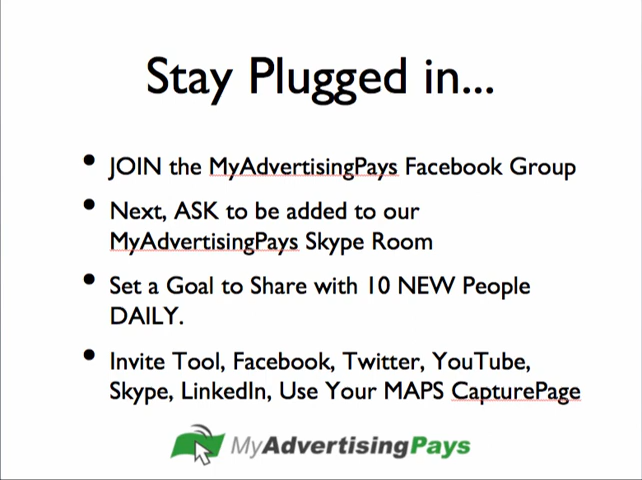 Stay Plugged in...
• JOIN the MyAdvertisingPays Facebook Group
• Next, ASK to be added to our
MyAdvertisingPays Skype Room
• Set a Goal to Share with 10 NEW People
DAILY.
• Invite Tool, Facebook, Twitter, YouTube,
Skype, LinkedIn, Use Your MAPS CapturePage
MyAdvertisingPays